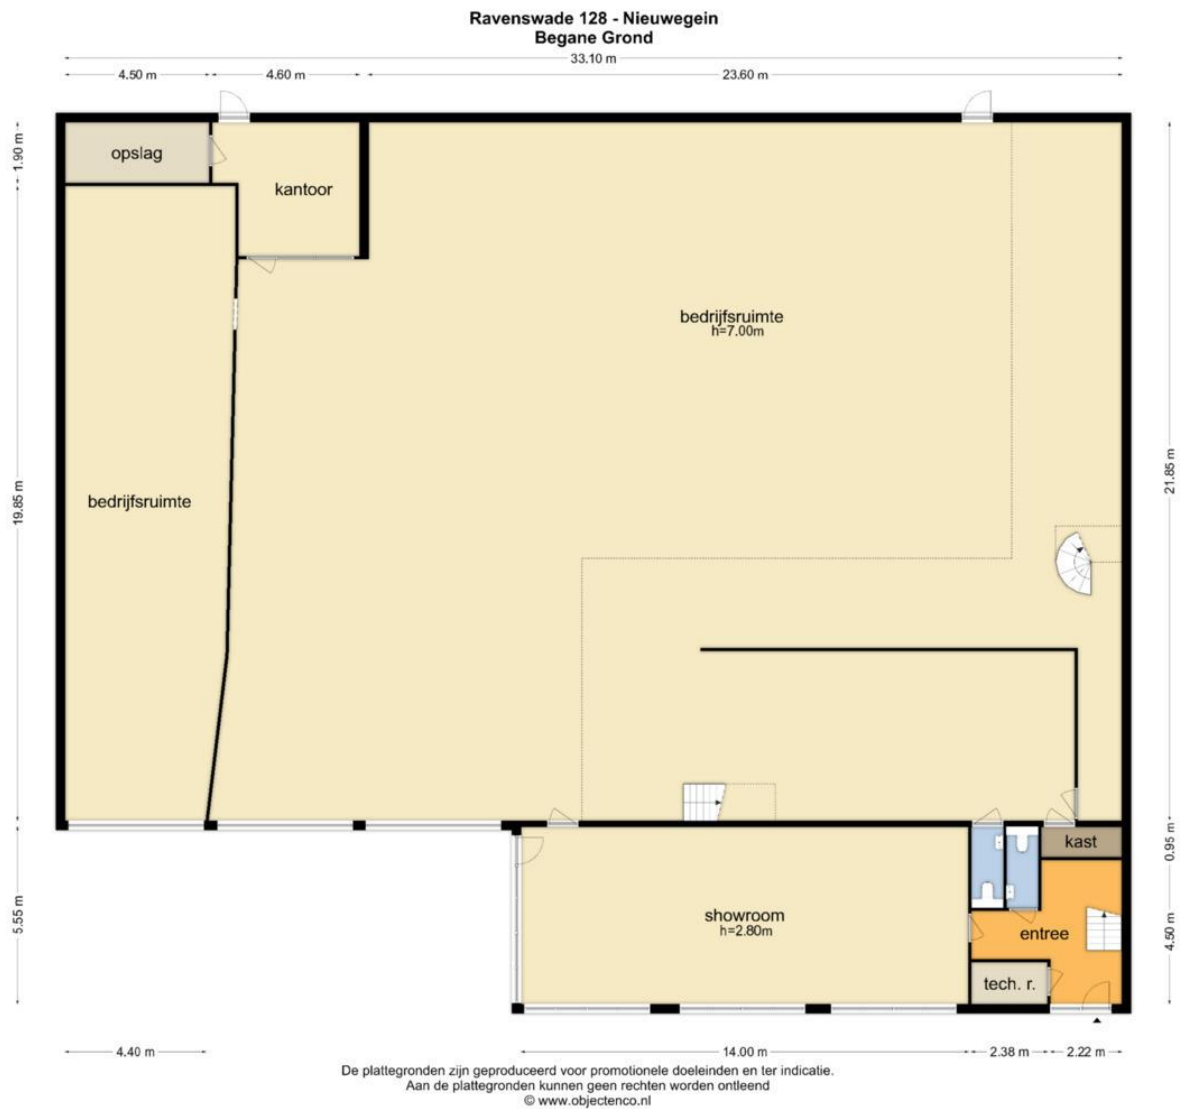 Ravenswade 128 - Nieuwegein
Begane Grond
33.10 m
4.50 m
4.60 m
23.60 m
1.90 m
opslag
kantoor
bedrijfsruimte
h=7.00m
19.85 m
bedrijfsruimte
21.85 m
5.55 m
showroom
h=2.80m
kast
0.95 m
entree
4.50 m
tech. r.
4.40 m
14.00 m
2.38 m
2.22 m
De plattegronden zijn geproduceerd voor promotionele doeleinden en ter indicatie.
Aan de plattegronden kunnen geen rechten worden ontleend
© www.objectenco.nl